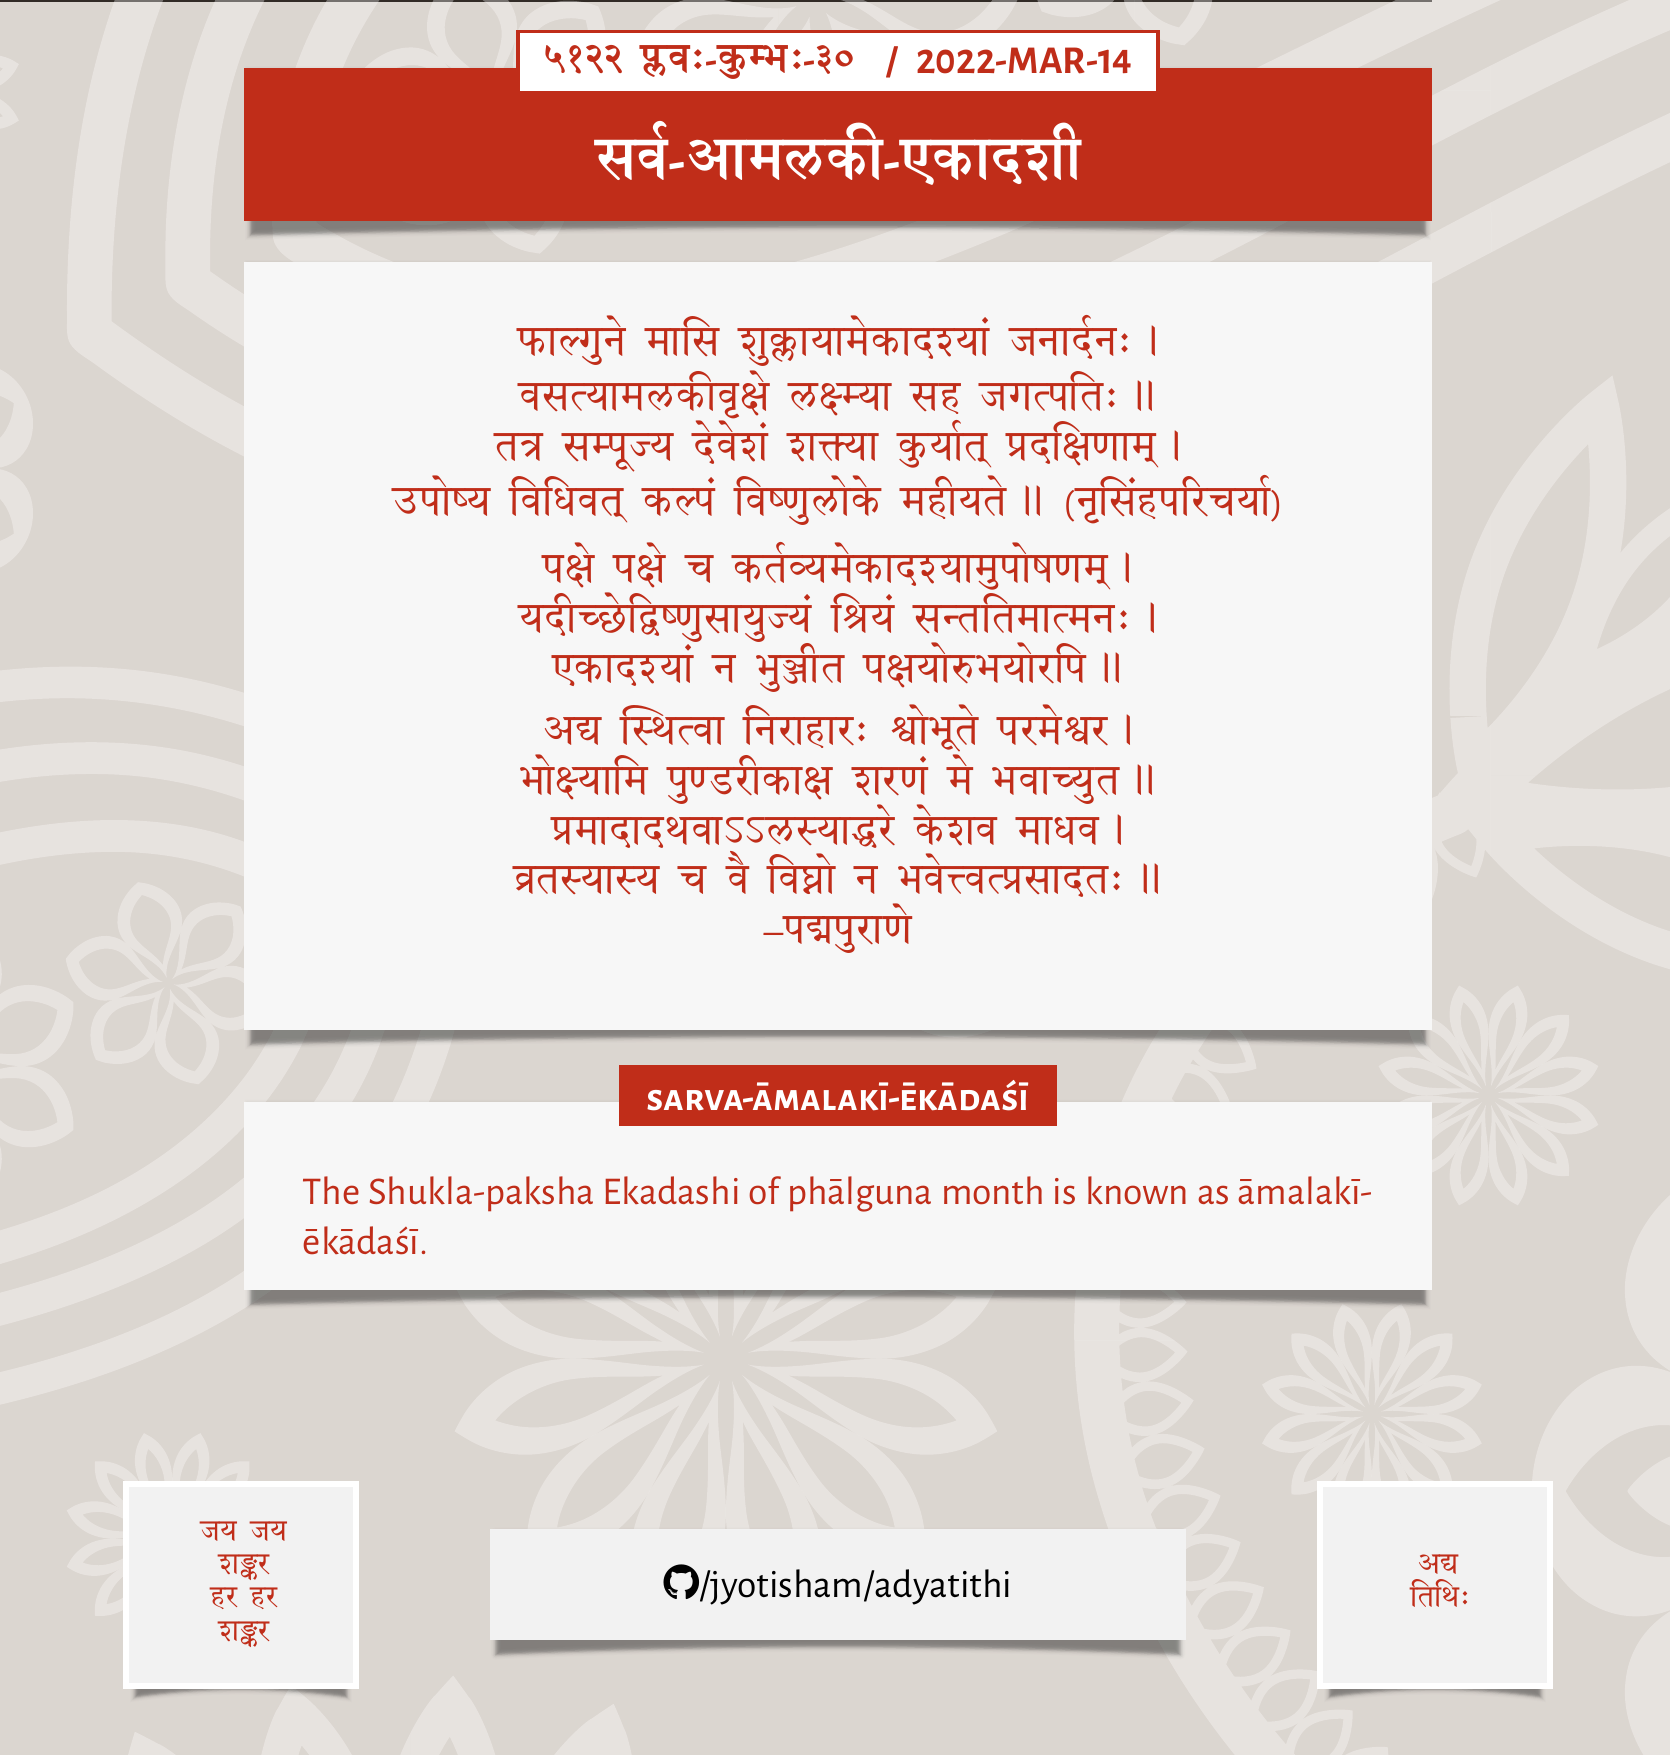 ५१२२ प्लवः-कुम्भः-३० / 2022-MAR-14
सर्व-आमलकी-एकादशी
फाल्गुने मासि शुक्लायामेकादश्यां जनार्दनः ।
वसत्यामलकीवृक्षे लक्ष्म्या सह जगत्पतिः ॥
तत्र सम्पूज्य देवेशं शक्त्या कुर्यात् प्रदक्षिणाम् ।
उपोष्य विधिवत् कल्पं विष्णुलोके महीयते ॥ (नृसिंहपरिचर्या)
पक्षे पक्षे च कर्तव्यमेकादश्यामुपोषणम् ।
यदीच्छेद्विष्णुसायुज्यं श्रियं सन्ततिमात्मनः ।
एकादश्यां न भुञ्जीत पक्षयोरुभयोरपि ॥
अद्य स्थित्वा निराहारः श्वोभूते परमेश्वर ।
भोक्ष्यामि पुण्डरीकाक्ष शरणं मे भवाच्युत ॥
प्रमादादथवाऽऽलस्याद्धरे केशव माधव ।
व्रतस्यास्य च वै विघ्नो न भवेत्त्वत्प्रसादतः ॥
–पद्मपुराणे
SARVA-ĀMALAKĪ-ĒKĀDAŚĪ
The Shukla-paksha Ekadashi of phālguna month is known as āmalakī-
ēkādaśī.
जय जय
शङ्कर
हर हर
शङ्कर
/jyotisham/adyatithi
अद्य
तिथिः